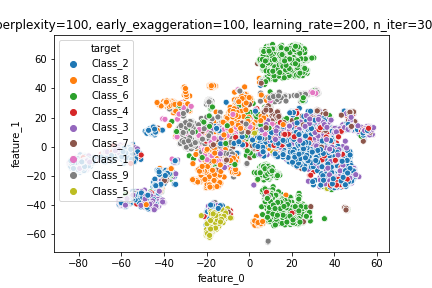 perplexity=100, early_exaggeration=100, learning_rate=200, n_iter=30
target
Class_2
Class_8
Class_6
Class_4
Class_3
Class_1
Class_7
Class_9
Class_5
feature_1
60
40
20
0
−20
−40
−60
−80
−60
−40
−20
0
20
40
60
feature_0